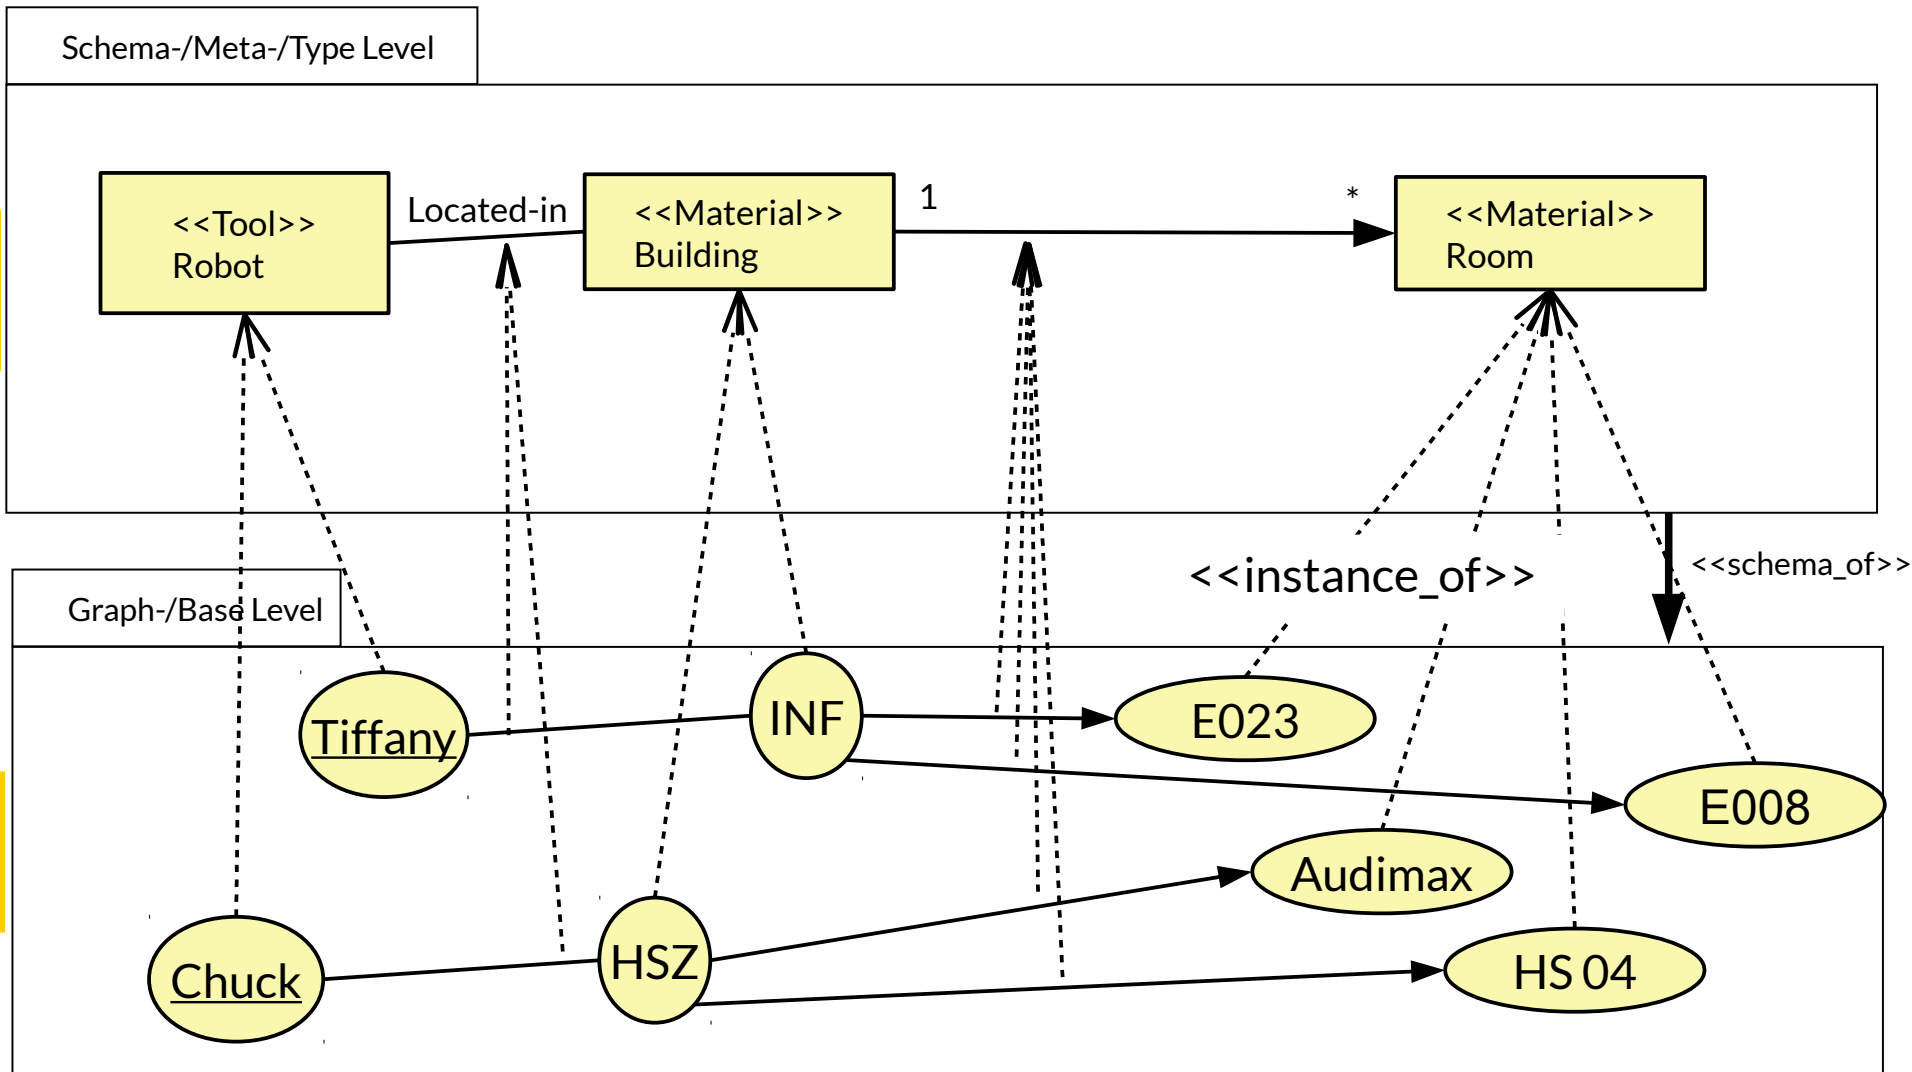 Schema-/Meta-/Type Level
<<Tool>>
Robot
Located-in
<<Material>>
Building
1
*
<<Material>>
Room
<<instance_of>>
<<schema_of>>
Graph-/Base Level
Tiffany
INF
E023
E008
Audimax
Chuck
HSZ
HS 04